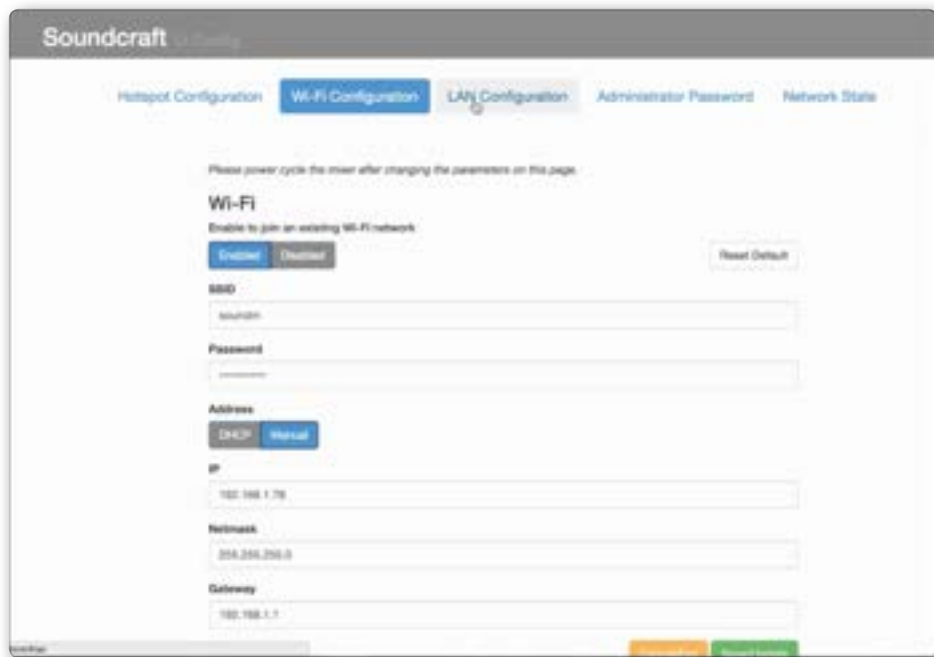 Soundcraft Ui Config
Hotspot Configuration Wi-Fi Configuration LAN Configuration Administrator Password Network State
Please power cycle the mixer after changing the parameters on this page.
Wi-Fi
Enable to join an existing Wi-Fi network
Enabled Disabled Reset Default
SSID
Password
Address
DHCP Manual
IP
192.168.1.78
Netmask
255.255.255.0
Gateway
192.168.1.1